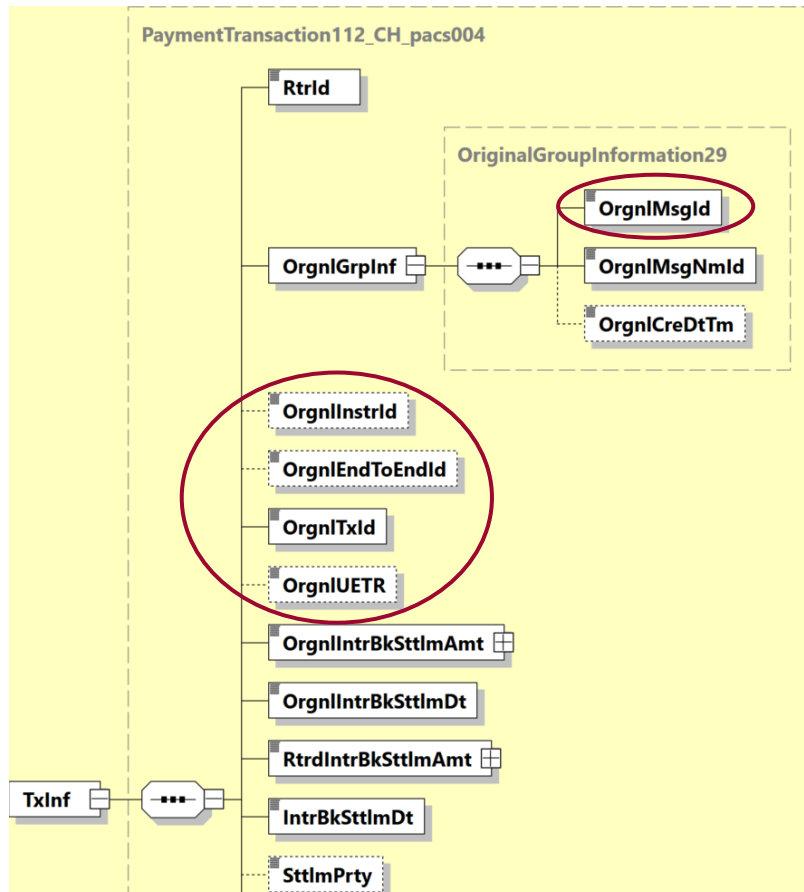 PaymentTransaction112_CH_pacs004
RtrId
OriginalGroupInformation29
OrgnlMsgId
OrgnlGrpInf
OrgnlMsgNmId
OrgnlCreDtTm
OrgnlInstrId
OrgnlEndToEndId
OrgnlTxId
OrgnlUETR
OrgnlIntrBkSttlmAmt
OrgnlIntrBkSttlmDt
RtrdIntrBkSttlmAmt
TxInf
IntrBkSttlmDt
SttlmPrty